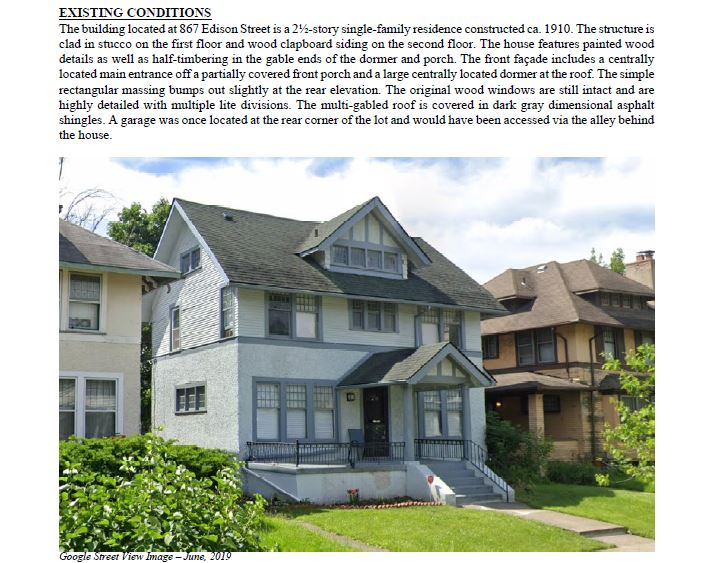 EXISTING CONDITIONS
The building located at 867 Edison Street is a 2½-story single-family residence constructed ca. 1910. The structure is
clad in stucco on the first floor and wood clapboard siding on the second floor. The house features painted wood
details as well as half-timbering in the gable ends of the dormer and porch. The front façade includes a centrally
located main entrance off a partially covered front porch and a large centrally located dormer at the roof. The simple
rectangular massing bumps out slightly at the rear elevation. The original wood windows are still intact and are
highly detailed with multiple lite divisions. The multi-gabled roof is covered in dark gray dimensional asphalt
shingles. A garage was once located at the rear corner of the lot and would have been accessed via the alley behind
the house.
Google Street View Image – June, 2019